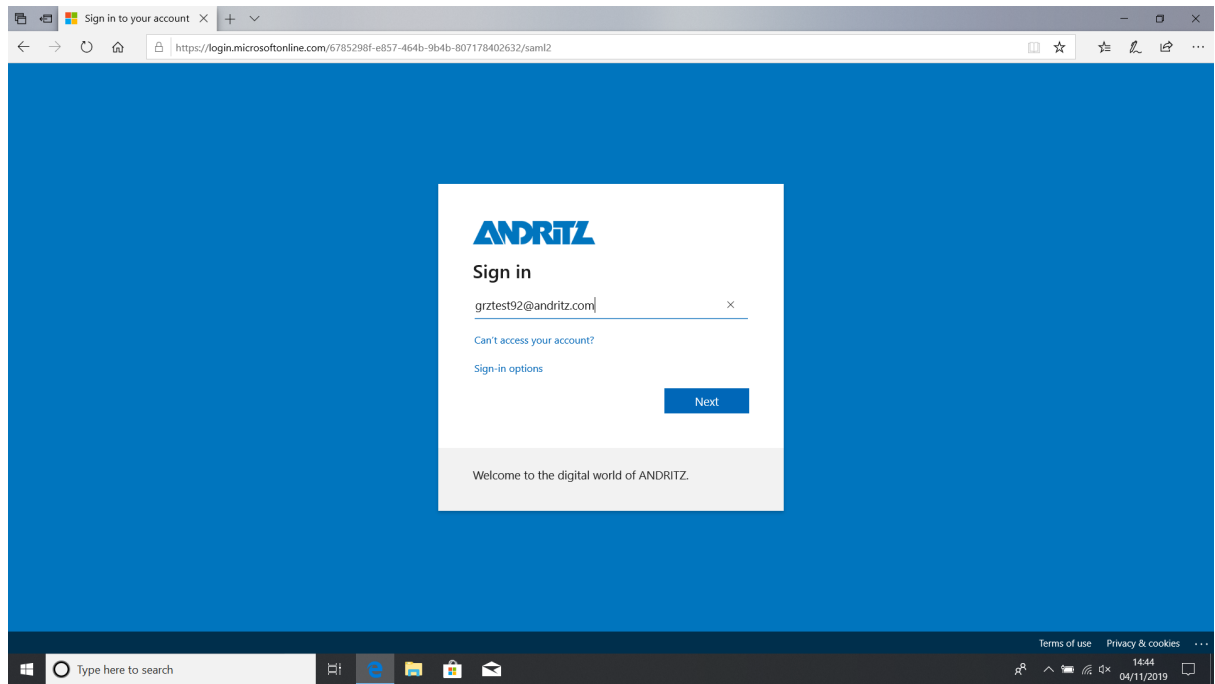 Sign in to your account
https://login.microsoftonline.com/6785298f-e857-464b-9b4b-807178402632/saml2
ANDRITZ
Sign in
grztest92@andritz.com
Can't access your account?
Sign-in options
Next
Welcome to the digital world of ANDRITZ.
Terms of use Privacy & cookies ...
Type here to search
14:44
04/11/2019